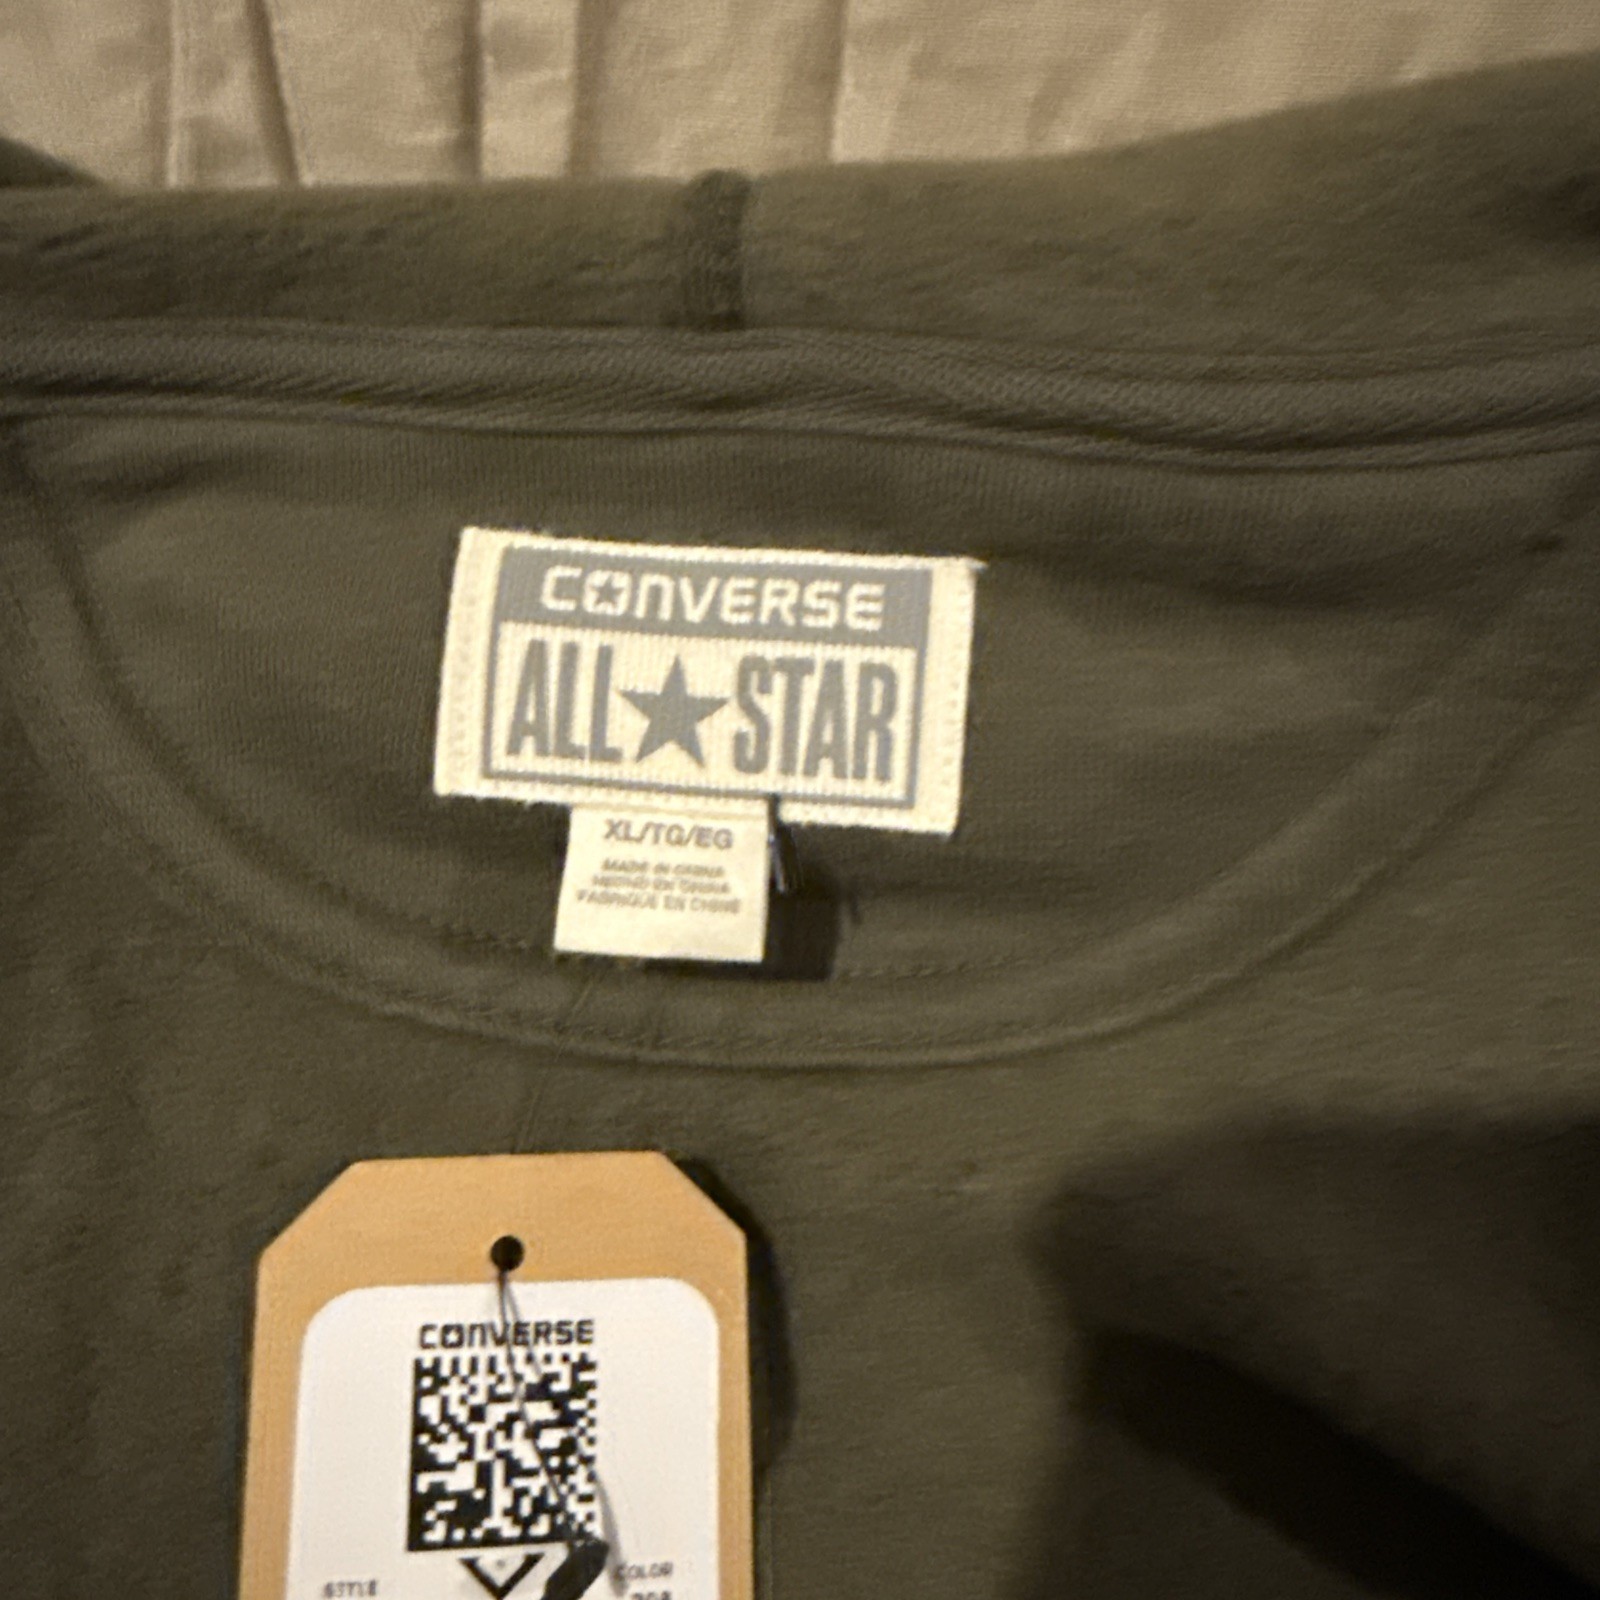 CONVERSE
ALL★STAR
XL/TG/EG
MADE IN CHINA
HECHO EN CHINA
FABRIQUE EN CHINE
CONVERSE
STYLE
COLOR